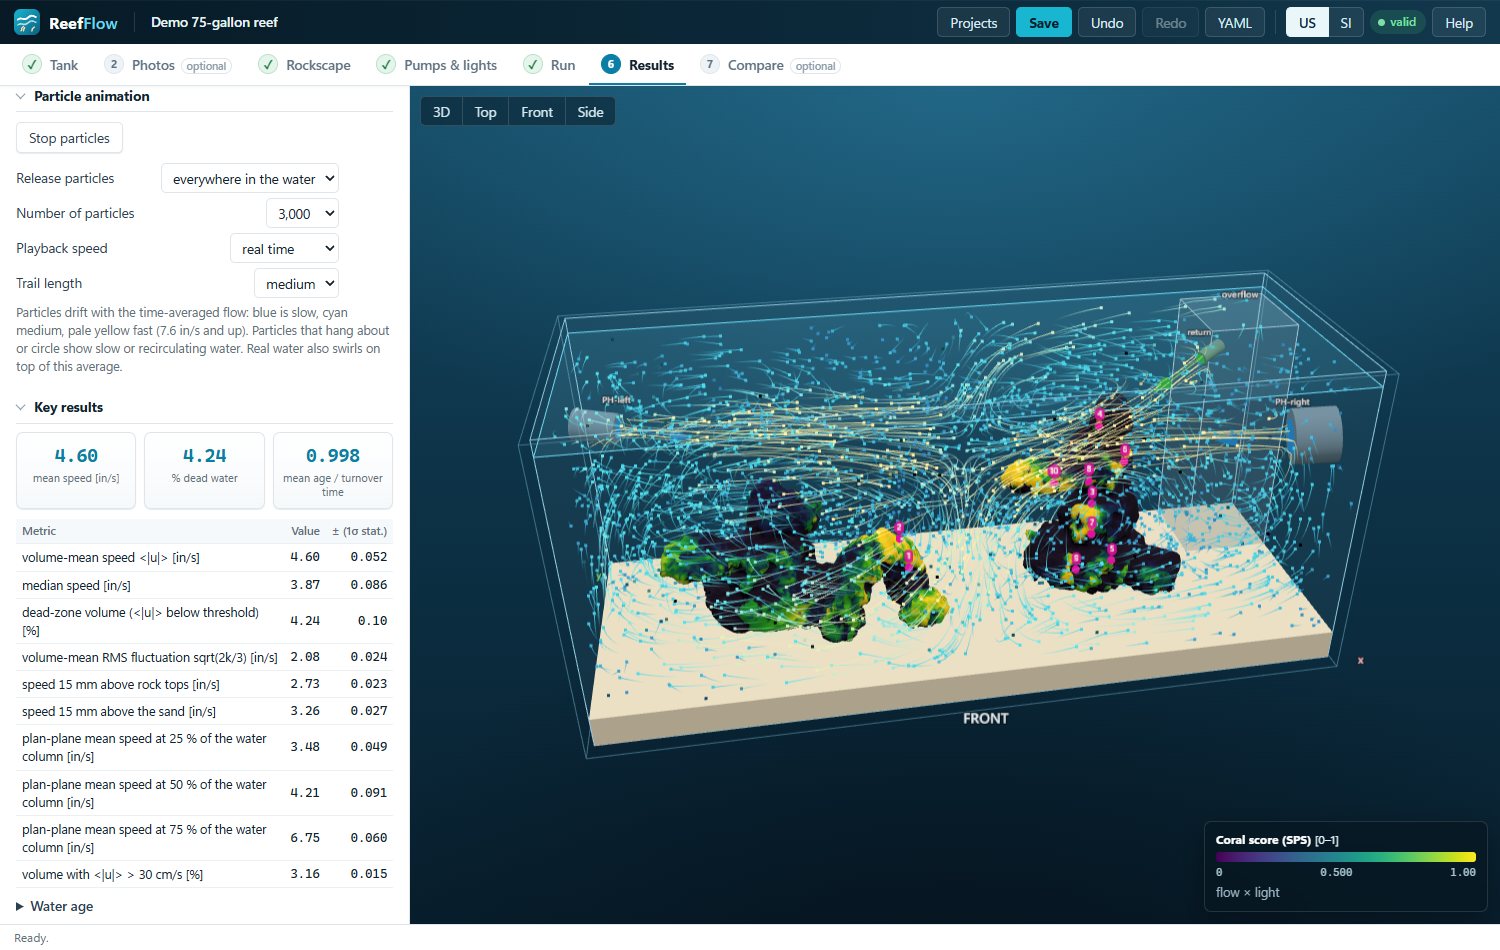 ReefFlow
Demo 75-gallon reef
Projects
Save
Undo
Redo
YAML
US
SI
valid
Help
Tank
2 Photos optional
Rockscape
Pumps & lights
Run
6 Results
7 Compare optional
Particle animation
Stop particles
Release particles everywhere in the water
Number of particles 3,000
Playback speed real time
Trail length medium
Particles drift with the time-averaged flow: blue is slow, cyan
medium, pale yellow fast (7.6 in/s and up). Particles that hang about
or circle show slow or recirculating water. Real water also swirls on
top of this average.
Key results
4.60
mean speed [in/s]
4.24
% dead water
0.998
mean age / turnover
time
Metric Value ± (1σ stat.)
volume-mean speed <|u|> [in/s] 4.60 0.052
median speed [in/s] 3.87 0.086
dead-zone volume (<|u|> below threshold)
[%] 4.24 0.10
volume-mean RMS fluctuation sqrt(2k/3) [in/s] 2.08 0.024
speed 15 mm above rock tops [in/s] 2.73 0.023
speed 15 mm above the sand [in/s] 3.26 0.027
plan-plane mean speed at 25 % of the water
column [in/s] 3.48 0.049
plan-plane mean speed at 50 % of the water
column [in/s] 4.21 0.091
plan-plane mean speed at 75 % of the water
column [in/s] 6.75 0.060
volume with <|u|> > 30 cm/s [%] 3.16 0.015
Water age
Ready.
3D
Top
Front
Side
overflow
return
PH-left
PH-right
4
10
8
3
7
5
2
1
x
FRONT
Coral score (SPS) [0–1]
0 0.500 1.00
flow × light